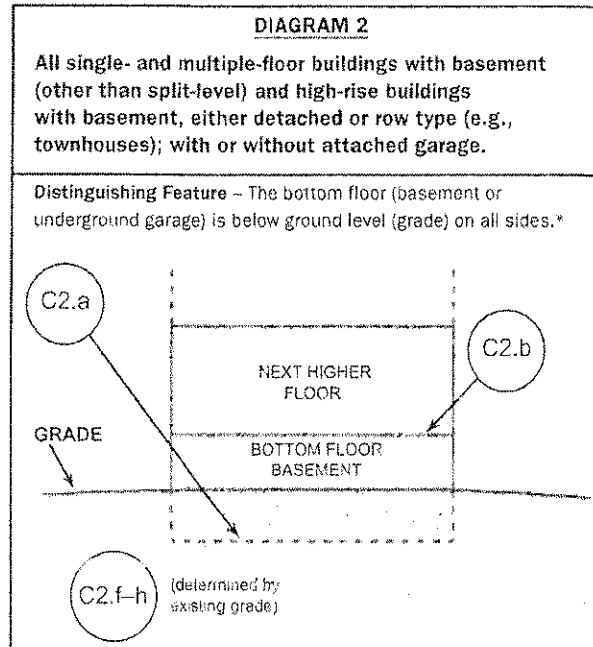 DIAGRAM 2
All single- and multiple-floor buildings with basement
(other than split-level) and high-rise buildings
with basement, either detached or row type (e.g.,
townhouses); with or without attached garage.
Distinguishing Feature – The bottom floor (basement or
underground garage) is below ground level (grade) on all sides.*
C2.a
C2.b
NEXT HIGHER
FLOOR
GRADE
BOTTOM FLOOR
BASEMENT
C2.f–h
(determined by
existing grade)